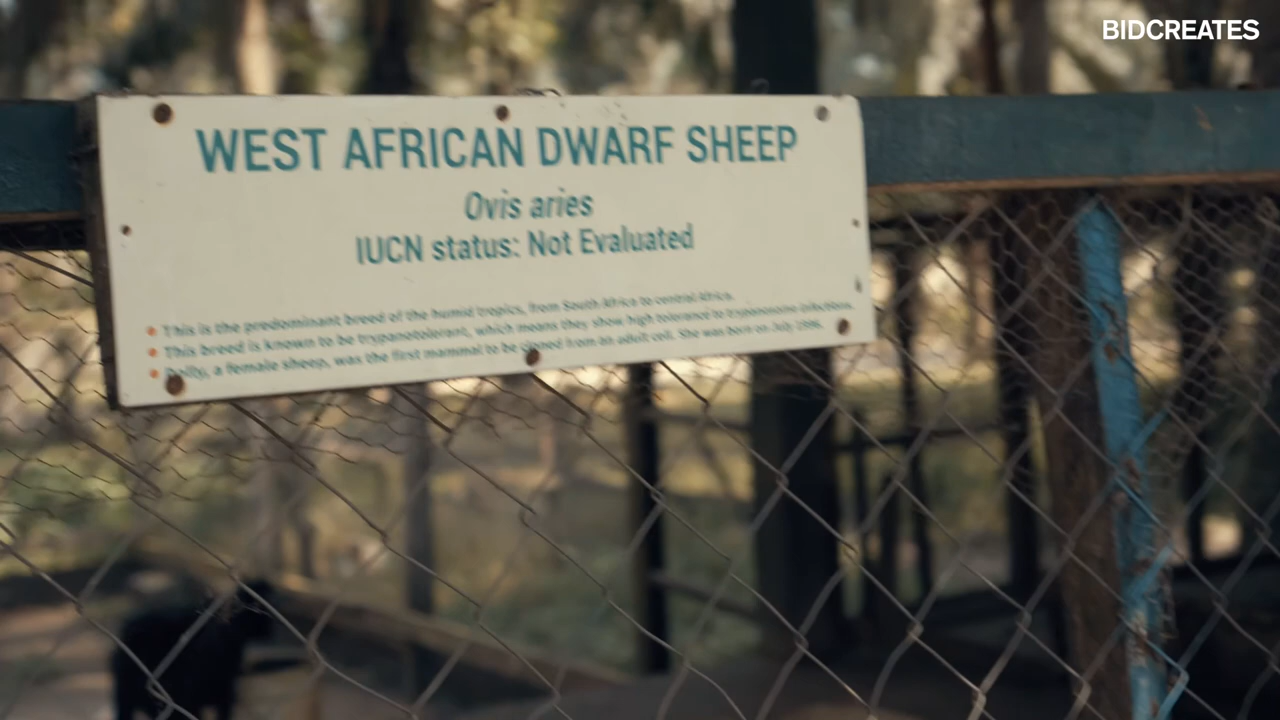 BIDCREATES
WEST AFRICAN DWARF SHEEP
Ovis aries
IUCN status: Not Evaluated
• This is the predominant breed of the humid tropics, from South Africa to central Africa.
• This breed is known to be trypanotolerant, which means they show high tolerance to trypanosome infections.
• Dolly, a female sheep, was the first mammal to be cloned from an adult cell. She was born on July 1996.